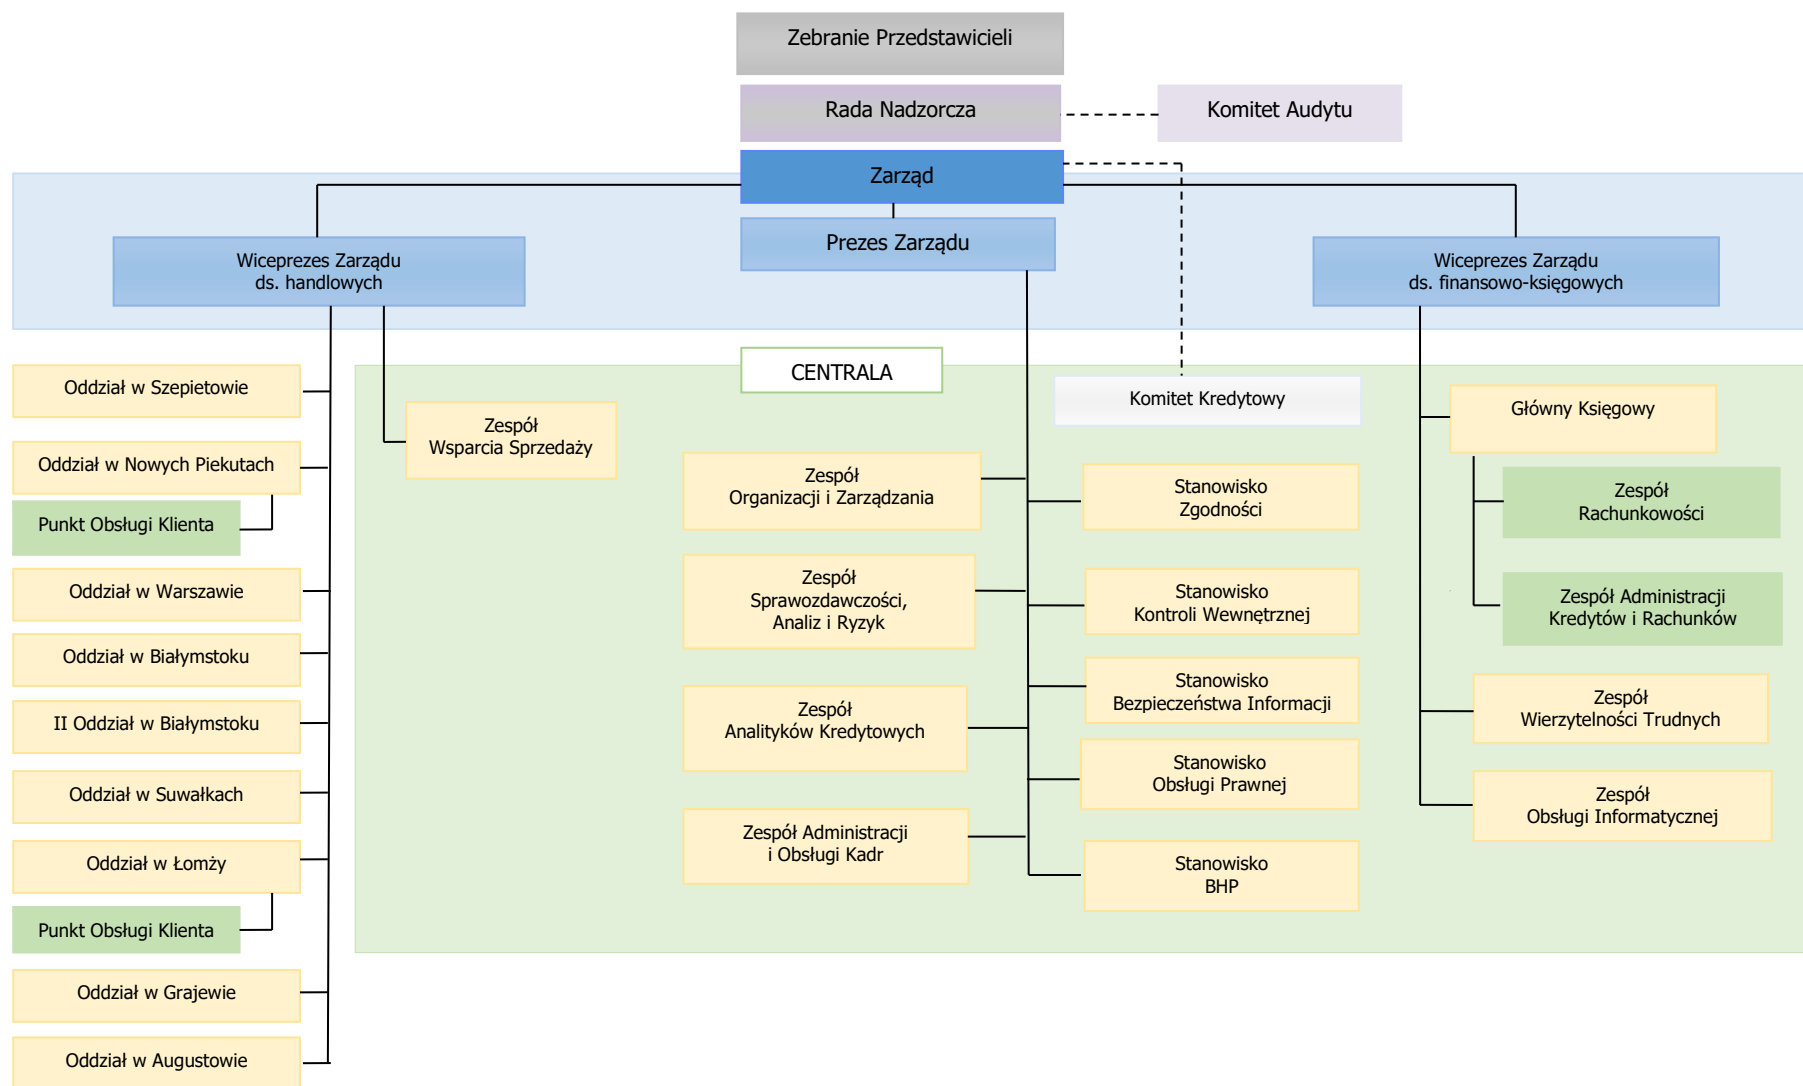 Zebranie Przedstawicieli
Rada Nadzorcza
Komitet Audytu
Zarząd
Prezes Zarządu
Wiceprezes Zarządu
ds. handlowych
Wiceprezes Zarządu
ds. finansowo-księgowych
CENTRALA
Oddział w Szepietowie
Oddział w Nowych Piekutach
Punkt Obsługi Klienta
Oddział w Warszawie
Oddział w Białymstoku
II Oddział w Białymstoku
Oddział w Suwałkach
Oddział w Łomży
Punkt Obsługi Klienta
Oddział w Grajewie
Oddział w Augustowie
Zespół
Wsparcia Sprzedaży
Zespół
Organizacji i Zarządzania
Zespół
Sprawozdawczości,
Analiz i Ryzyk
Zespół
Analityków Kredytowych
Zespół Administracji
i Obsługi Kadr
Komitet Kredytowy
Stanowisko
Zgodności
Stanowisko
Kontroli Wewnętrznej
Stanowisko
Bezpieczeństwa Informacji
Stanowisko
Obsługi Prawnej
Stanowisko
BHP
Główny Księgowy
Zespół
Rachunkowości
Zespół Administracji
Kredytów i Rachunków
Zespół
Wierzytelności Trudnych
Zespół
Obsługi Informatycznej